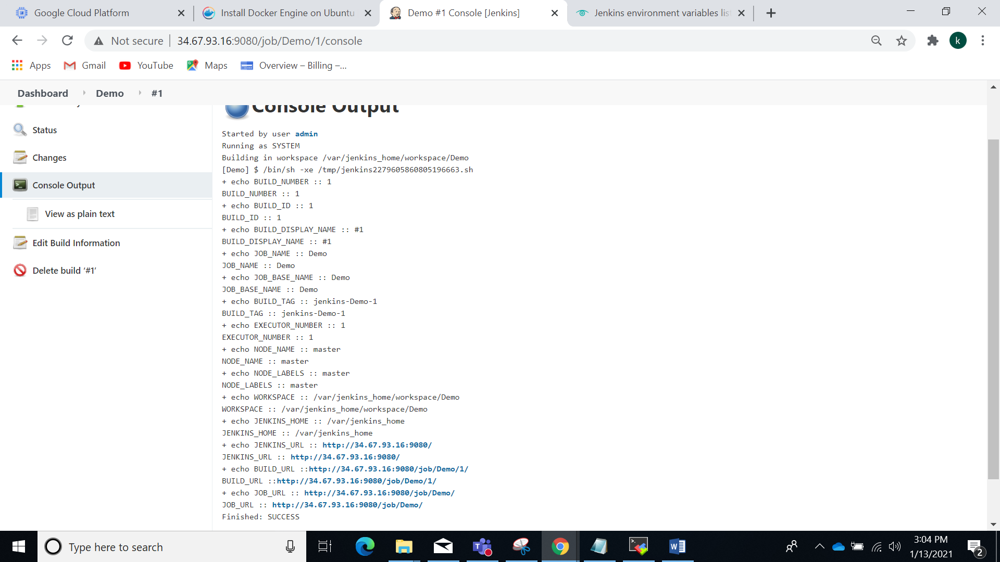 Google Cloud Platform
Install Docker Engine on Ubuntu
Demo #1 Console [Jenkins]
Jenkins environment variables list
Not secure
34.67.93.16:9080/job/Demo/1/console
k
Apps
Gmail
YouTube
Maps
Overview – Billing –...
Dashboard
Demo
#1
Status
Changes
Console Output
View as plain text
Edit Build Information
Delete build ‘#1’
Console Output
Started by user admin
Running as SYSTEM
Building in workspace /var/jenkins_home/workspace/Demo
[Demo] $ /bin/sh -xe /tmp/jenkins2279605860805196663.sh
+ echo BUILD_NUMBER :: 1
BUILD_NUMBER :: 1
+ echo BUILD_ID :: 1
BUILD_ID :: 1
+ echo BUILD_DISPLAY_NAME :: #1
BUILD_DISPLAY_NAME :: #1
+ echo JOB_NAME :: Demo
JOB_NAME :: Demo
+ echo JOB_BASE_NAME :: Demo
JOB_BASE_NAME :: Demo
+ echo BUILD_TAG :: jenkins-Demo-1
BUILD_TAG :: jenkins-Demo-1
+ echo EXECUTOR_NUMBER :: 1
EXECUTOR_NUMBER :: 1
+ echo NODE_NAME :: master
NODE_NAME :: master
+ echo NODE_LABELS :: master
NODE_LABELS :: master
+ echo WORKSPACE :: /var/jenkins_home/workspace/Demo
WORKSPACE :: /var/jenkins_home/workspace/Demo
+ echo JENKINS_HOME :: /var/jenkins_home
JENKINS_HOME :: /var/jenkins_home
+ echo JENKINS_URL :: http://34.67.93.16:9080/
JENKINS_URL :: http://34.67.93.16:9080/
+ echo BUILD_URL ::http://34.67.93.16:9080/job/Demo/1/
BUILD_URL ::http://34.67.93.16:9080/job/Demo/1/
+ echo JOB_URL :: http://34.67.93.16:9080/job/Demo/
JOB_URL :: http://34.67.93.16:9080/job/Demo/
Finished: SUCCESS
Type here to search
3:04 PM
1/13/2021
2